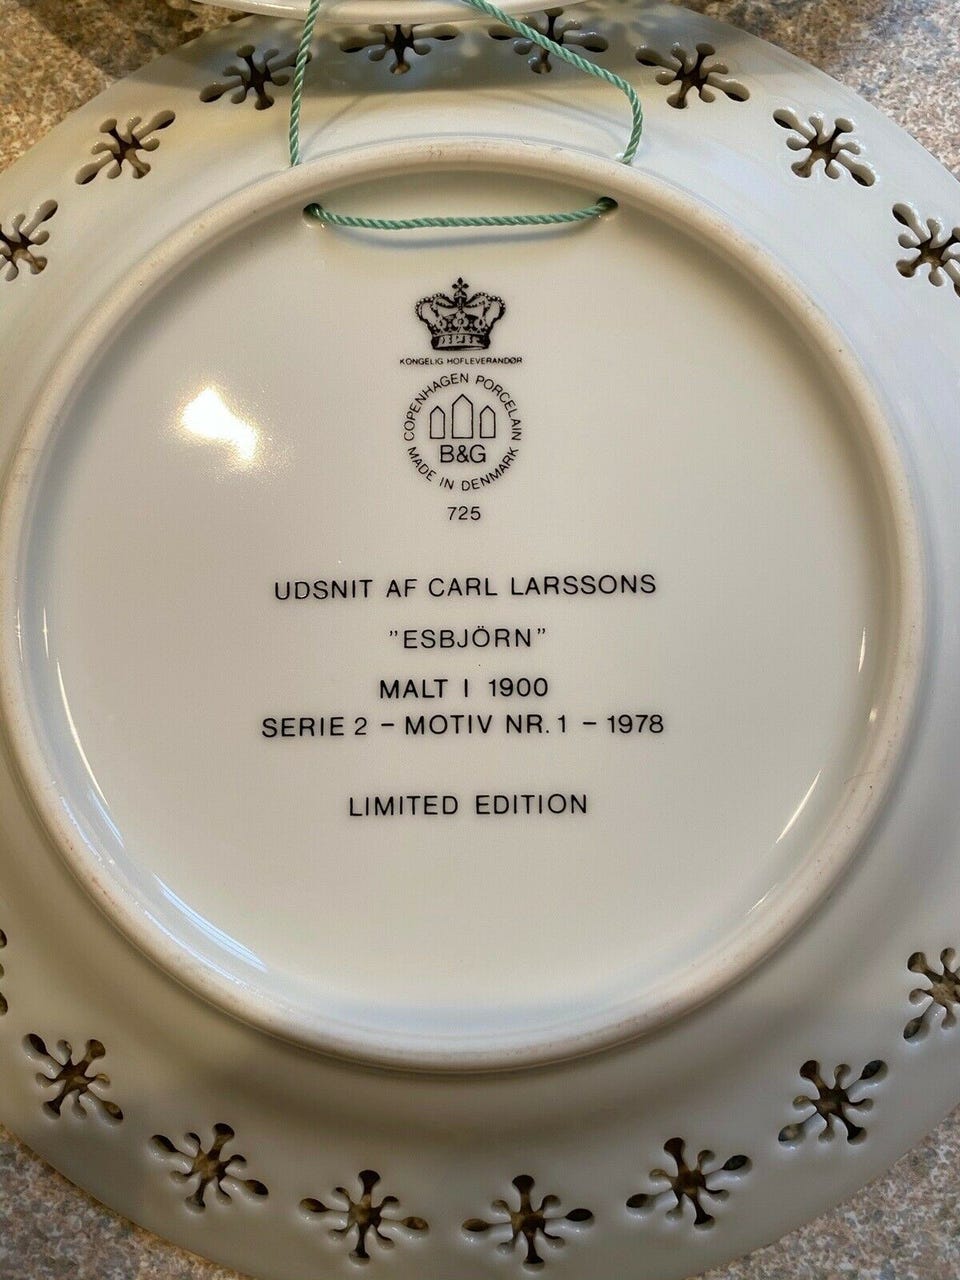 KONGELIG HOFLEVERANDØR
COPENHAGEN PORCELAIN
B&G
MADE IN DENMARK
725
UDSNIT AF CARL LARSSONS
"ESBJÖRN"
MALT I 1900
SERIE 2 - MOTIV NR. 1 - 1978
LIMITED EDITION